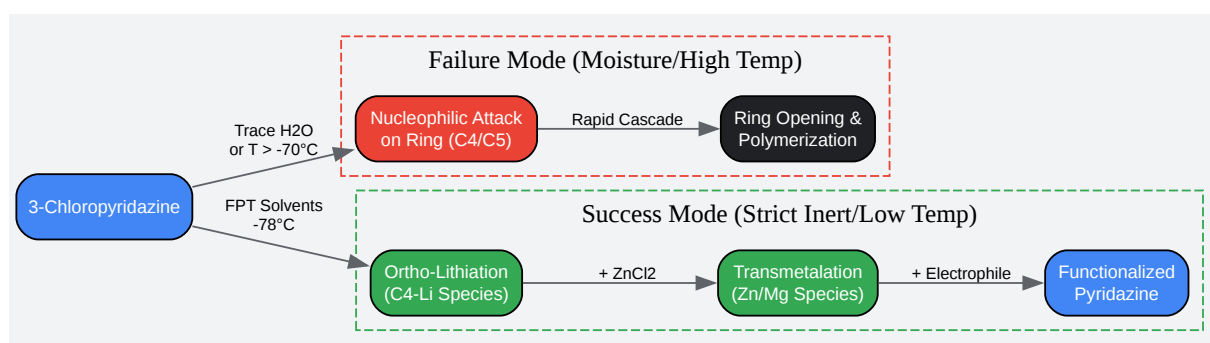 Failure Mode (Moisture/High Temp)
Nucleophilic Attack
on Ring (C4/C5)
Rapid Cascade
Ring Opening &
Polymerization
Trace H2O
or T > -70°C
3-Chloropyridazine
FPT Solvents
-78°C
Success Mode (Strict Inert/Low Temp)
Ortho-Lithiation
(C4-Li Species)
+ ZnCl2
Transmetalation
(Zn/Mg Species)
+ Electrophile
Functionalized
Pyridazine